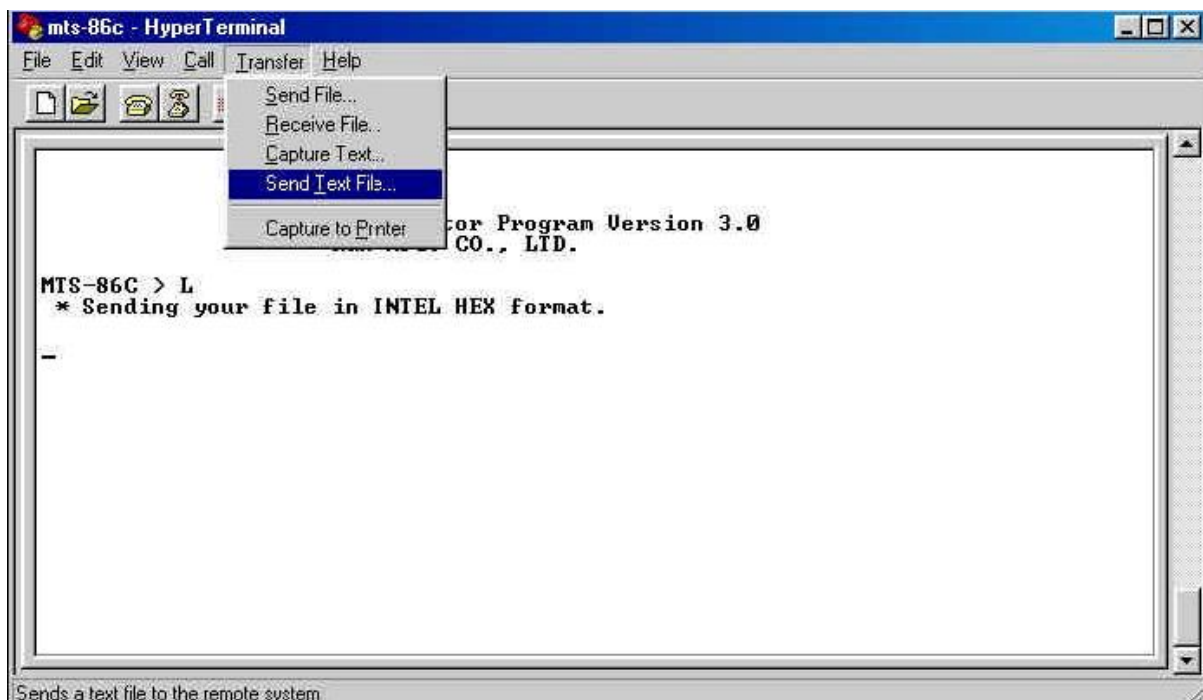 mts-86c - HyperTerminal
File Edit View Call Transfer Help
Send File...
Receive File...
Capture Text...
Send Text File...
Capture to Printer
Program Version 3.0
CO., LTD.
MTS-86C > L
* Sending your file in INTEL HEX format.
Sends a text file to the remote system